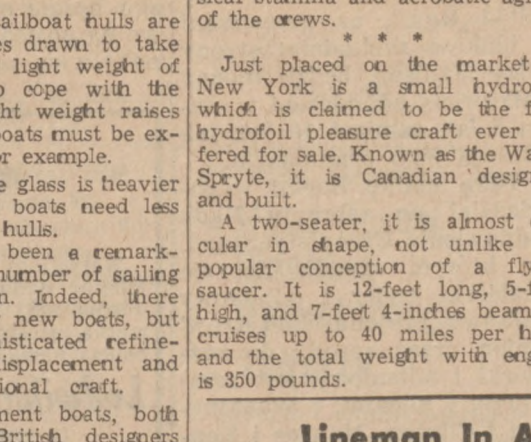 ailboat hulls are
drawn to take
light weight of
cope with the
ht weight raises
boats must be ex-
example.
glass is heavier
boats need less
hulls.
been a remark-
number of sailing
Indeed, there
new boats, but
isticated refine-
isplacement and
ional craft.
ment boats, both
British designers
of the crews.
* * *
Just placed on the market
New York is a small hydro
which is claimed to be the f
hydrofoil pleasure craft ever
fered for sale. Known as the Wa
Spryte, it is Canadian desig
and built.
A two-seater, it is almost
cular in shape, not unlike
popular conception of a fly
saucer. It is 12-feet long, 5-f
high, and 7-feet 4-inches beam
cruises up to 40 miles per h
and the total weight with eng
is 350 pounds.
Lineman In A